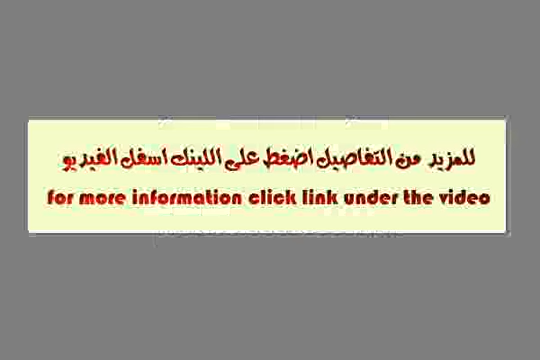 للمزيد من التفاصيل اضغط على اللينك اسفل الفيديو
for more information click link under the video